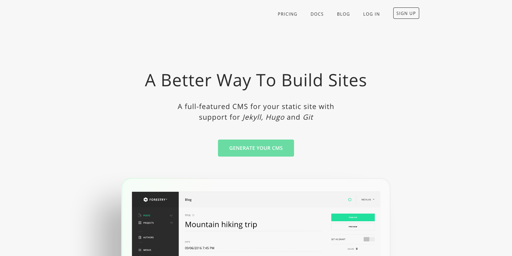 PRICING DOCS BLOG LOG IN SIGN UP
A Better Way To Build Sites
A full-featured CMS for your static site with
support for Jekyll, Hugo and Git
GENERATE YOUR CMS
FORESTRY
Blog
Mountain hiking trip
09/06/2016 7:05 PM